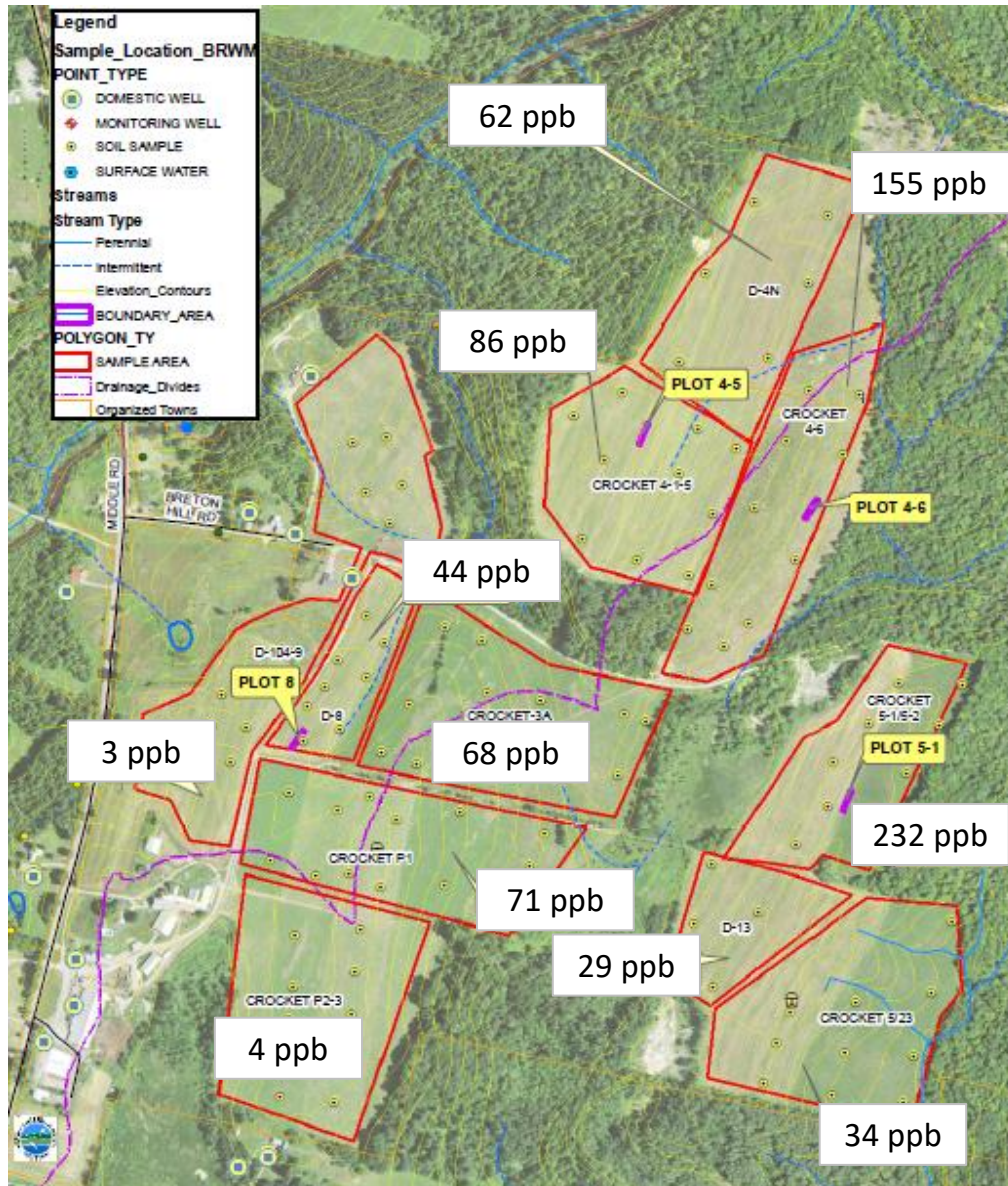 Legend
Sample_Location_BRWM
POINT_TYPE
DOMESTIC WELL
MONITORING WELL
SOIL SAMPLE
SURFACE WATER
Streams
Stream Type
Perennial
Intermittent
Elevation_Contours
BOUNDARY_AREA
POLYGON_TY
SAMPLE AREA
Drainage_Divides
Organized Towns
62 ppb
155 ppb
D-4N
86 ppb
PLOT 4-5
CROCKET
4-6
CROCKET 4-1-5
MIDDLE RD
BRETON
HILL RD
PLOT 4-6
44 ppb
D-104-9
PLOT 8
D-8
CROCKET-3A
CROCKET
5-1/5-2
3 ppb
68 ppb
PLOT 5-1
232 ppb
CROCKET P1
71 ppb
D-13
29 ppb
CROCKET P2-3
CROCKET 5/23
4 ppb
34 ppb